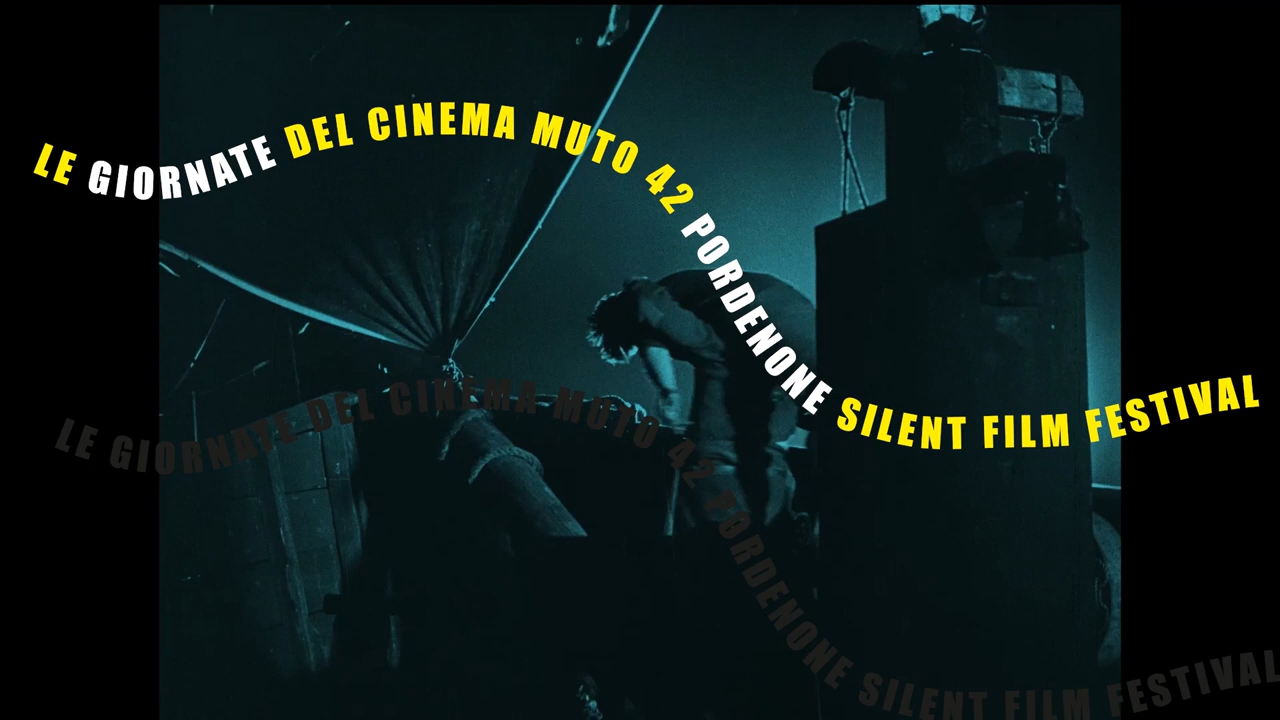 LE GIORNATE DEL CINEMA MUTO 42 PORDENONE SILENT FILM FESTIVAL
LE GIORNATE DEL CINEMA MUTO 42 PORDENONE SILENT FILM FESTIVAL